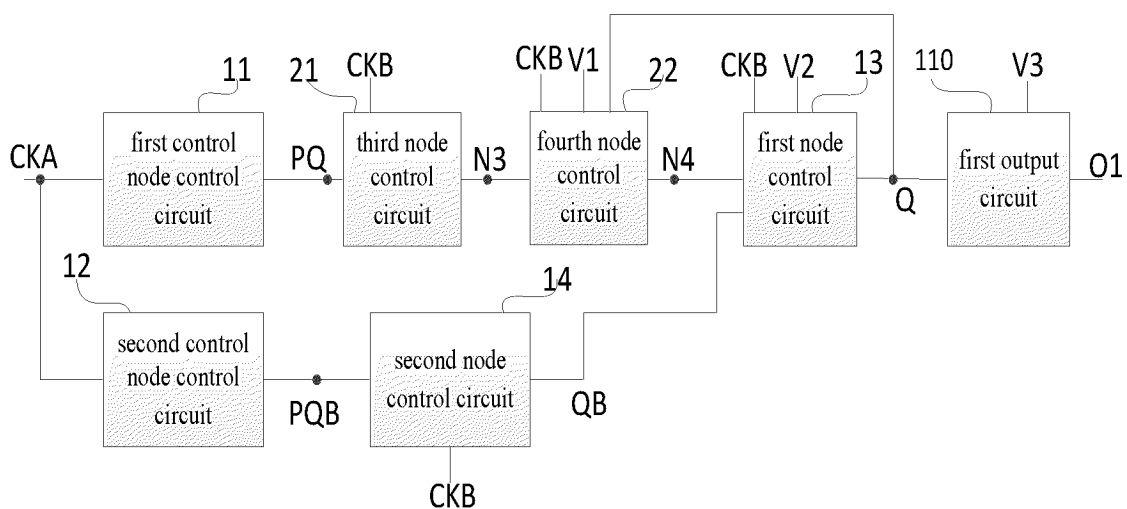 11
21
CKB
CKB
V1
22
CKB
V2
13
110
V3
CKA
first control
node control
circuit
PQ
third node
control
circuit
N3
fourth node
control
circuit
N4
first node
control
circuit
Q
first output
circuit
O1
12
second control
node control
circuit
PQB
14
second node
control circuit
QB
CKB